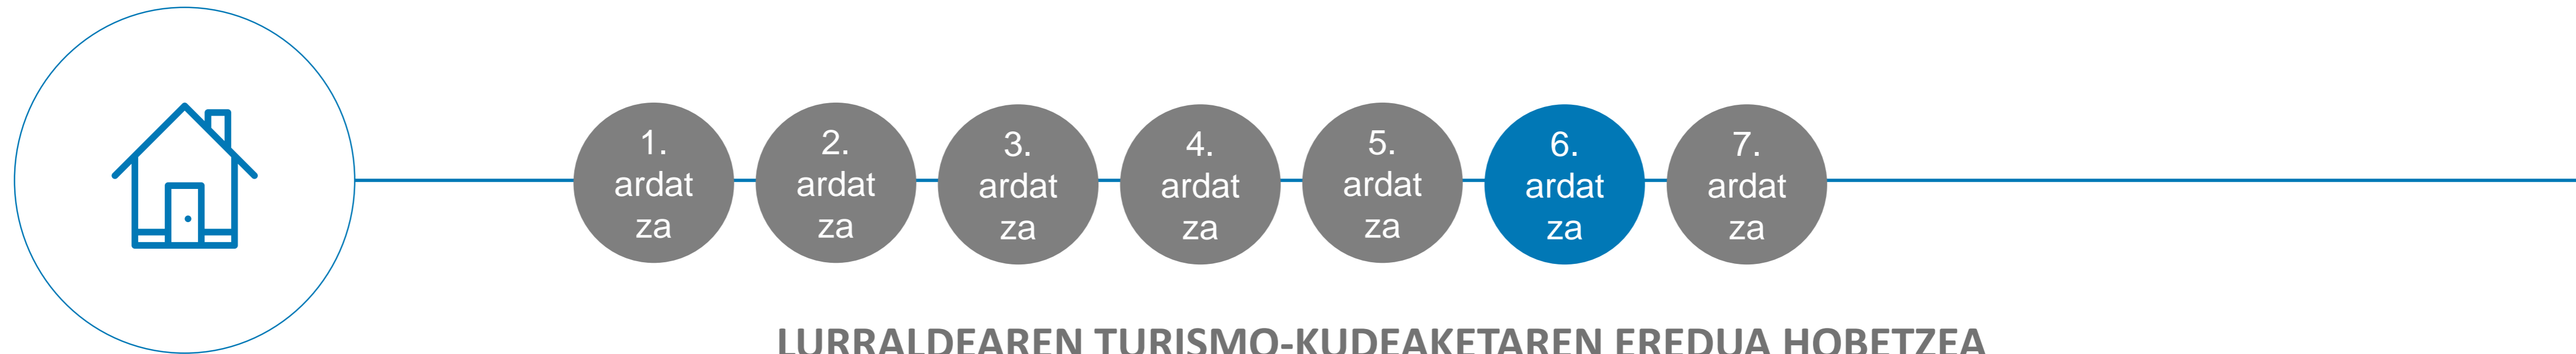 1.
ardat
za
2.
ardat
za
3.
ardat
za
4.
ardat
za
5.
ardat
za
6.
ardat
za
7.
ardat
za
LURRALDEAREN TURISMO-KUDEAKETAREN EREDUA HOBETZEA